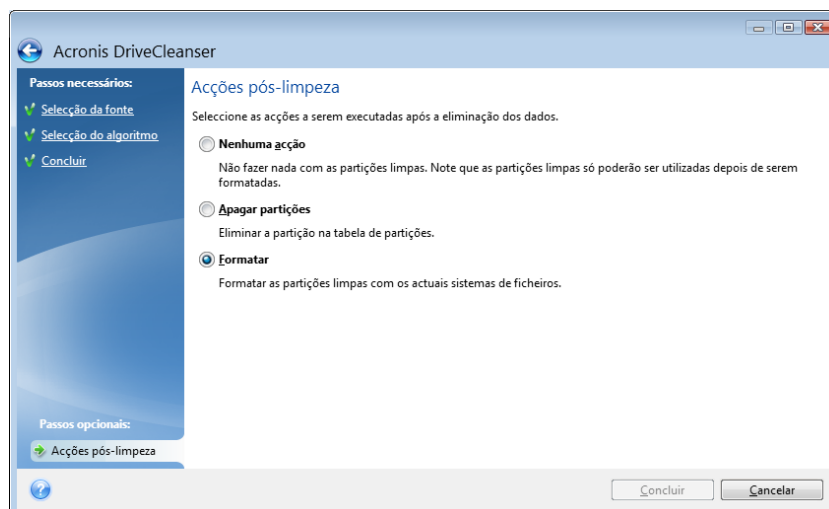 Acronis DriveCleanser
Passos necessários:
Selecção da fonte
Selecção do algoritmo
Concluir
Acções pós-limpeza
Seleccione as acções a serem executadas após a eliminação dos dados.
Nenhuma acção
Não fazer nada com as partições limpas. Note que as partições limpas só poderão ser utilizadas depois de serem
formatadas.
Apagar partições
Eliminar a partição na tabela de partições.
Formatar
Formatar as partições limpas com os actuais sistemas de ficheiros.
Passos opcionais:
Acções pós-limpeza
Concluir
Cancelar